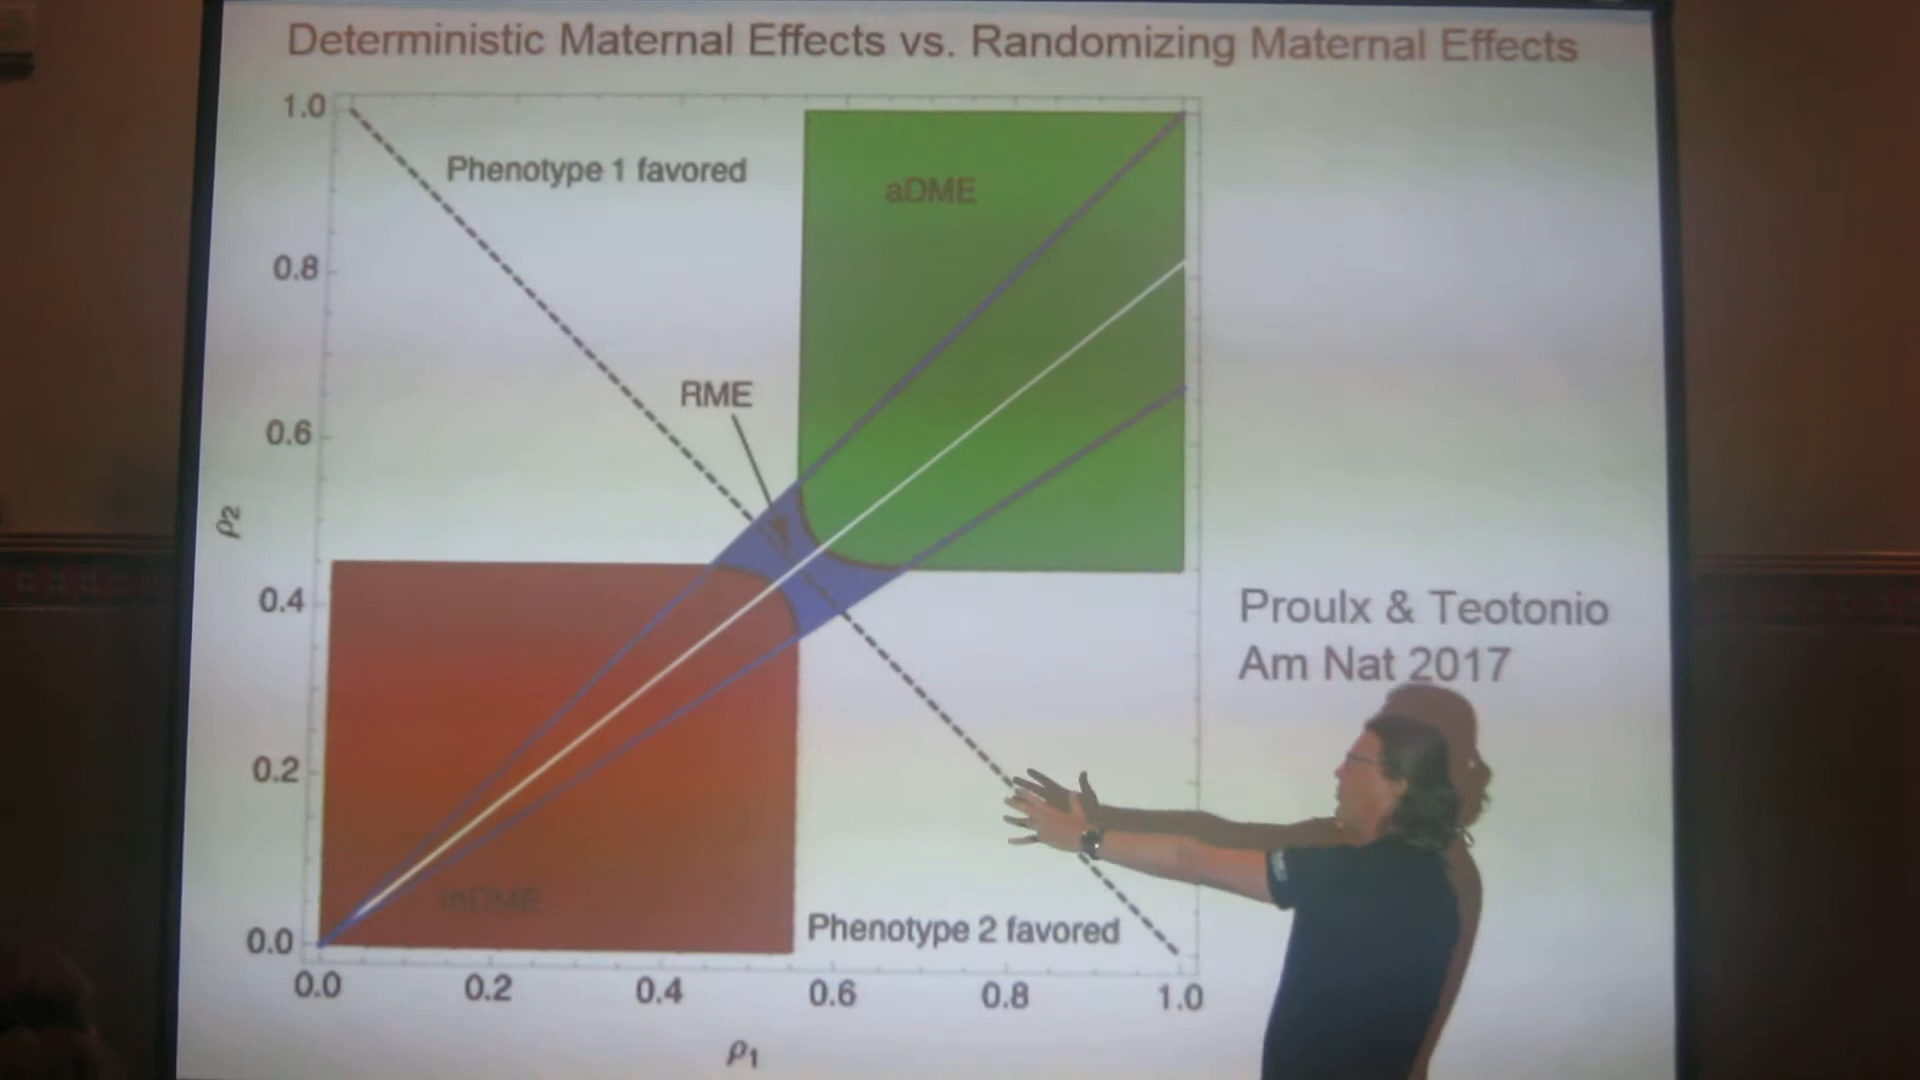 Deterministic Maternal Effects vs. Randomizing Maternal Effects
1.0
Phenotype 1 favored
aDME
0.8
RME
0.6
ρ2
0.4
Proulx & Teotonio
Am Nat 2017
0.2
mDME
Phenotype 2 favored
0.0
0.0 0.2 0.4 0.6 0.8 1.0
ρ1